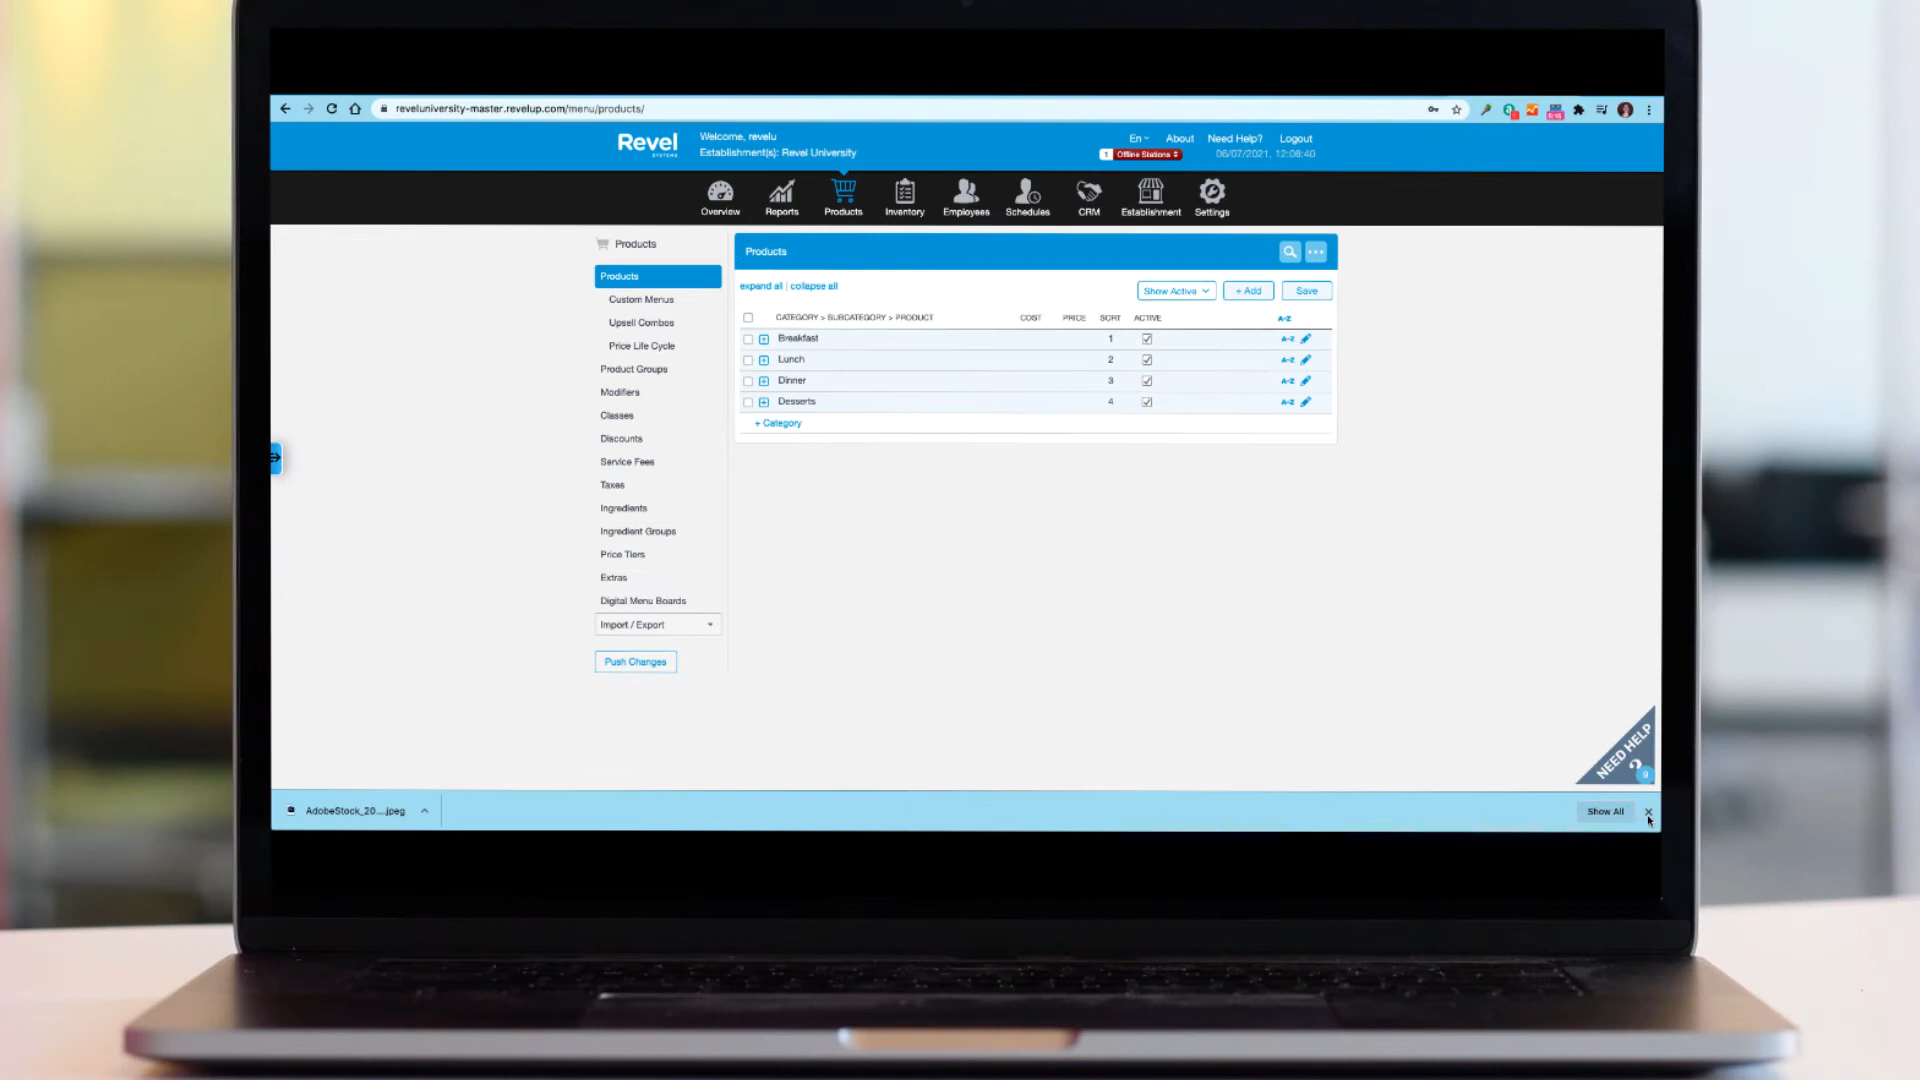 reveluniversity-master.revelup.com/menu/products/
Revel
SYSTEMS
Welcome, revelu
Establishment(s): Revel University
En
About
Need Help?
Logout
1 Offline Stations
06/07/2021, 12:08:40
Overview
Reports
Products
Inventory
Employees
Schedules
CRM
Establishment
Settings
Products
Products
Custom Menus
Upsell Combos
Price Life Cycle
Product Groups
Modifiers
Classes
Discounts
Service Fees
Taxes
Ingredients
Ingredient Groups
Price Tiers
Extras
Digital Menu Boards
Import / Export
Push Changes
Products
expand all | collapse all
Show Active
+ Add
Save
CATEGORY > SUBCATEGORY > PRODUCT COST PRICE SORT ACTIVE A-Z
Breakfast 1 A-Z
Lunch 2 A-Z
Dinner 3 A-Z
Desserts 4 A-Z
+ Category
NEED HELP
?
9
AdobeStock_20....jpeg
Show All